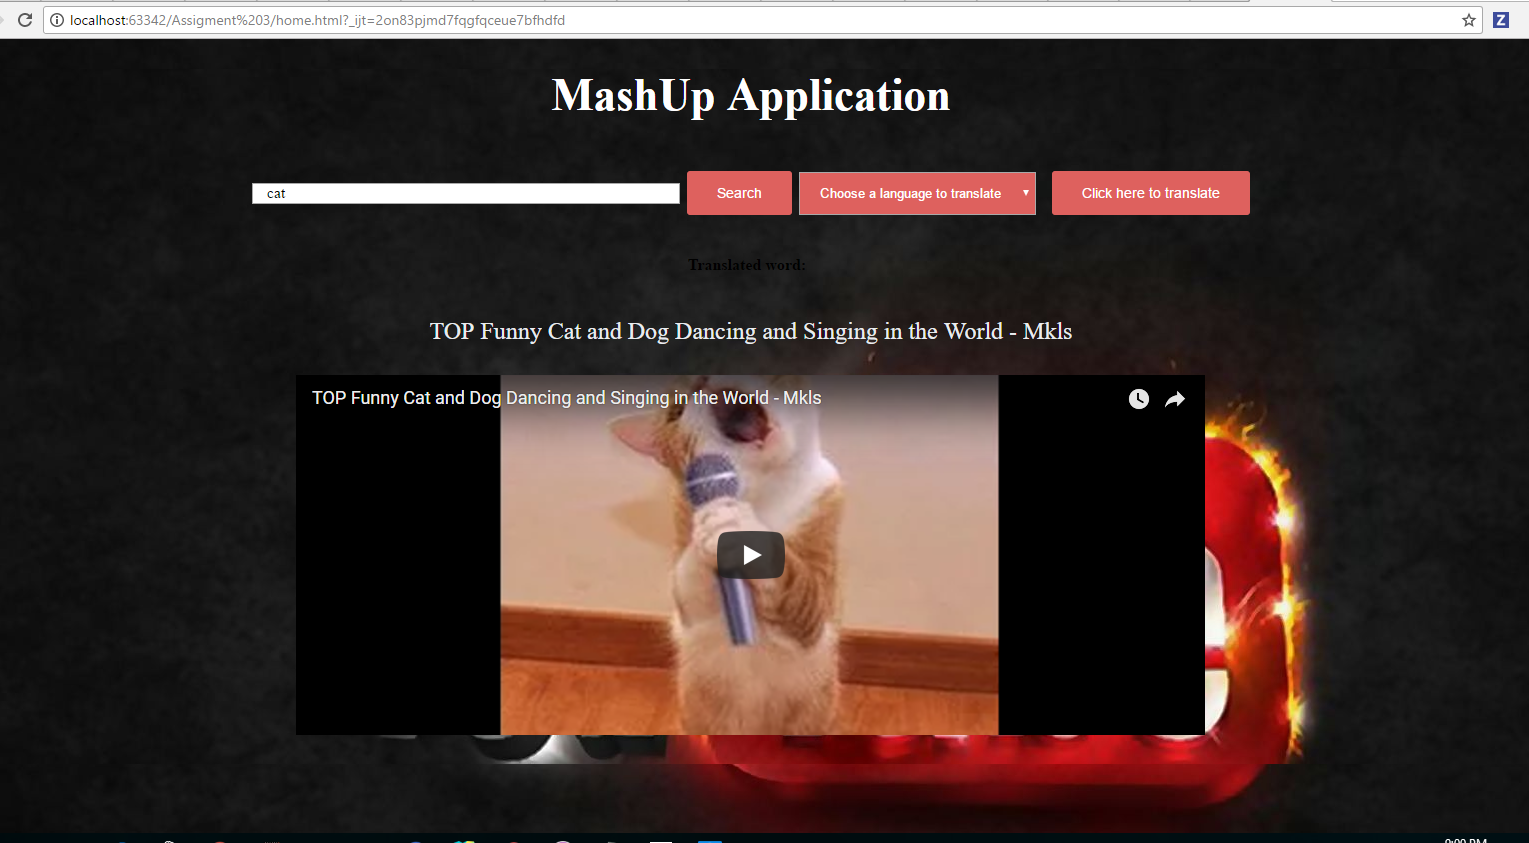 localhost:63342/Assigment%203/home.html?_ijt=2on83pjmd7fqgfqceue7bfhdfd
Z
MashUp Application
cat
Search
Choose a language to translate
Click here to translate
Translated word:
TOP Funny Cat and Dog Dancing and Singing in the World - Mkls
TOP Funny Cat and Dog Dancing and Singing in the World - Mkls